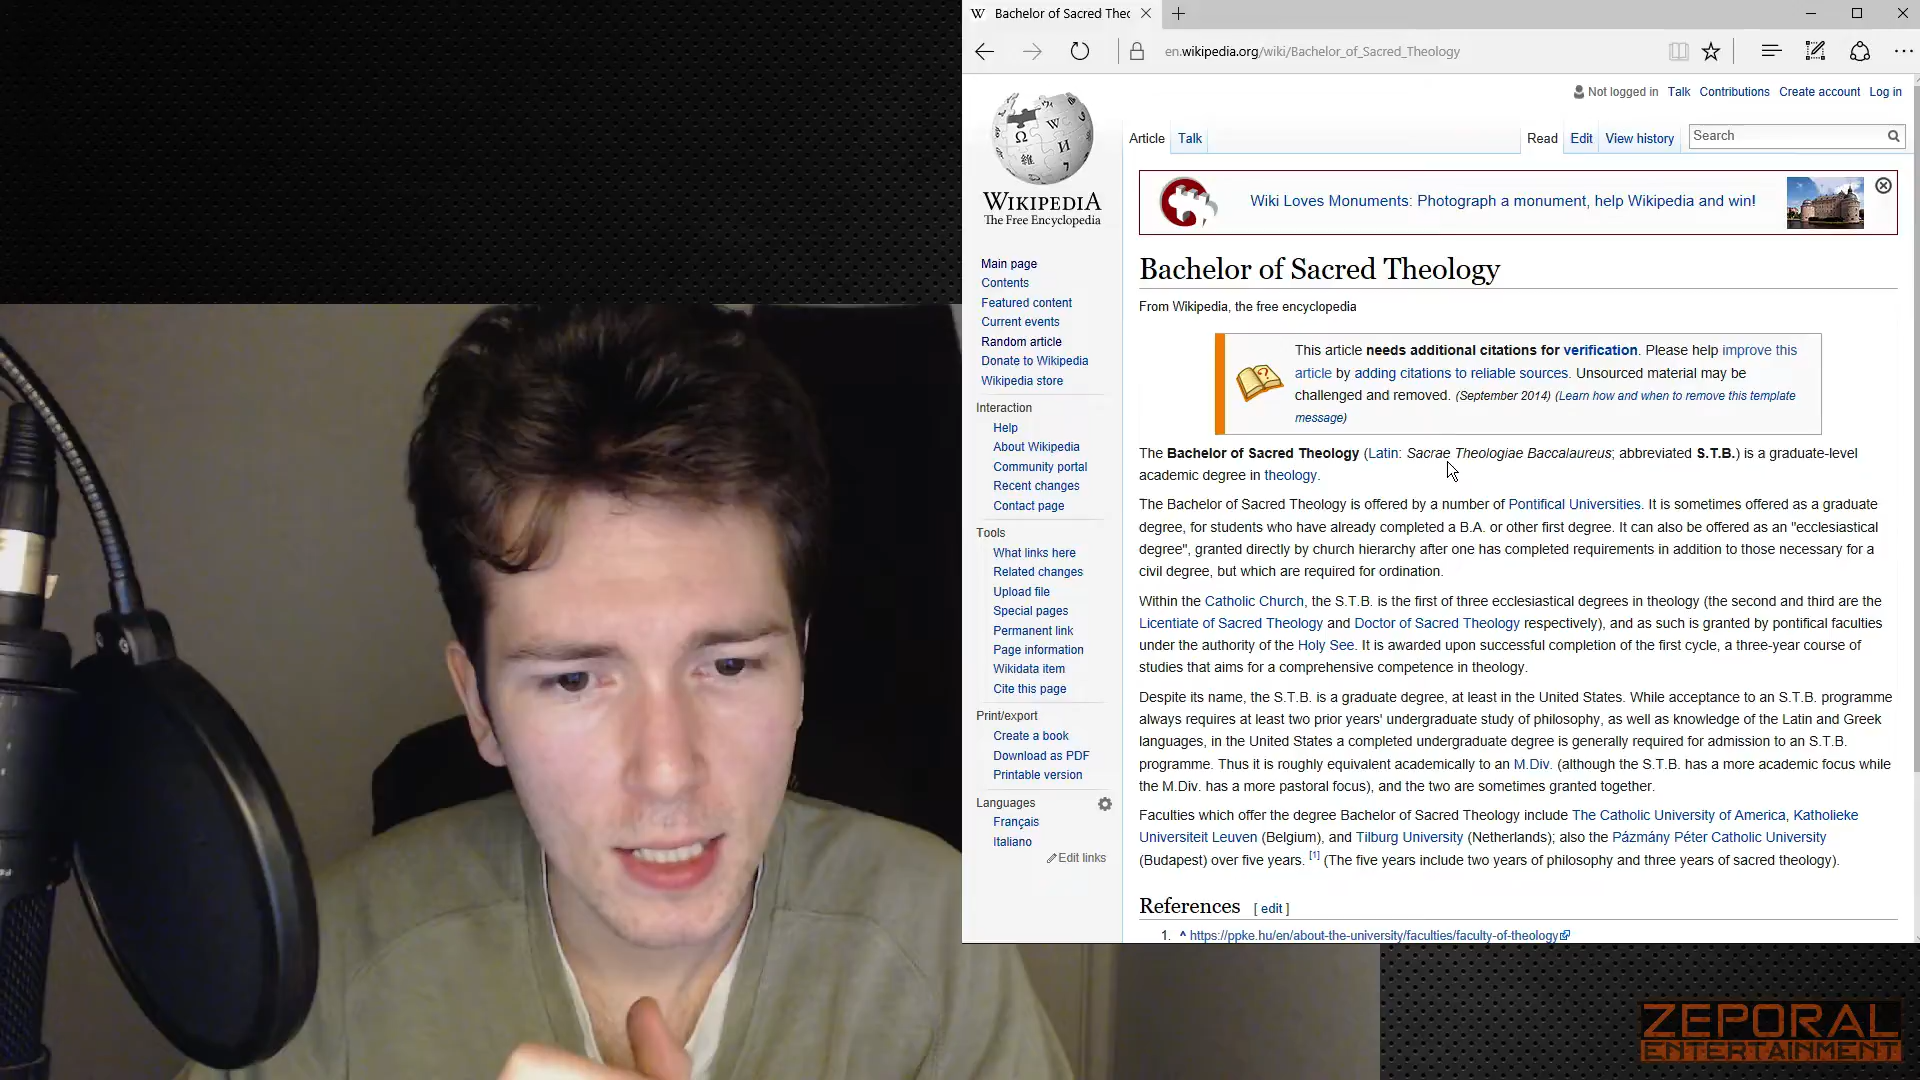 Bachelor of Sacred Theo
en.wikipedia.org/wiki/Bachelor_of_Sacred_Theology
Not logged in Talk Contributions Create account Log in
Article Talk Read Edit View history Search
WIKIPEDIA
The Free Encyclopedia
Wiki Loves Monuments: Photograph a monument, help Wikipedia and win!
Main page
Contents
Featured content
Current events
Random article
Donate to Wikipedia
Wikipedia store
Interaction
Help
About Wikipedia
Community portal
Recent changes
Contact page
Tools
What links here
Related changes
Upload file
Special pages
Permanent link
Page information
Wikidata item
Cite this page
Print/export
Create a book
Download as PDF
Printable version
Languages
Français
Italiano
Edit links
Bachelor of Sacred Theology
From Wikipedia, the free encyclopedia
This article needs additional citations for verification. Please help improve this
article by adding citations to reliable sources. Unsourced material may be
challenged and removed. (September 2014) (Learn how and when to remove this template
message)
The Bachelor of Sacred Theology (Latin: Sacrae Theologiae Baccalaureus; abbreviated S.T.B.) is a graduate-level
academic degree in theology.
The Bachelor of Sacred Theology is offered by a number of Pontifical Universities. It is sometimes offered as a graduate
degree, for students who have already completed a B.A. or other first degree. It can also be offered as an "ecclesiastical
degree", granted directly by church hierarchy after one has completed requirements in addition to those necessary for a
civil degree, but which are required for ordination.
Within the Catholic Church, the S.T.B. is the first of three ecclesiastical degrees in theology (the second and third are the
Licentiate of Sacred Theology and Doctor of Sacred Theology respectively), and as such is granted by pontifical faculties
under the authority of the Holy See. It is awarded upon successful completion of the first cycle, a three-year course of
studies that aims for a comprehensive competence in theology.
Despite its name, the S.T.B. is a graduate degree, at least in the United States. While acceptance to an S.T.B. programme
always requires at least two prior years' undergraduate study of philosophy, as well as knowledge of the Latin and Greek
languages, in the United States a completed undergraduate degree is generally required for admission to an S.T.B.
programme. Thus it is roughly equivalent academically to an M.Div. (although the S.T.B. has a more academic focus while
the M.Div. has a more pastoral focus), and the two are sometimes granted together.
Faculties which offer the degree Bachelor of Sacred Theology include The Catholic University of America, Katholieke
Universiteit Leuven (Belgium), and Tilburg University (Netherlands); also the Pázmány Péter Catholic University
(Budapest) over five years. [1] (The five years include two years of philosophy and three years of sacred theology).
References [ edit ]
1. ^ https://ppke.hu/en/about-the-university/faculties/faculty-of-theology
ZEPORAL
ENTERTAINMENT